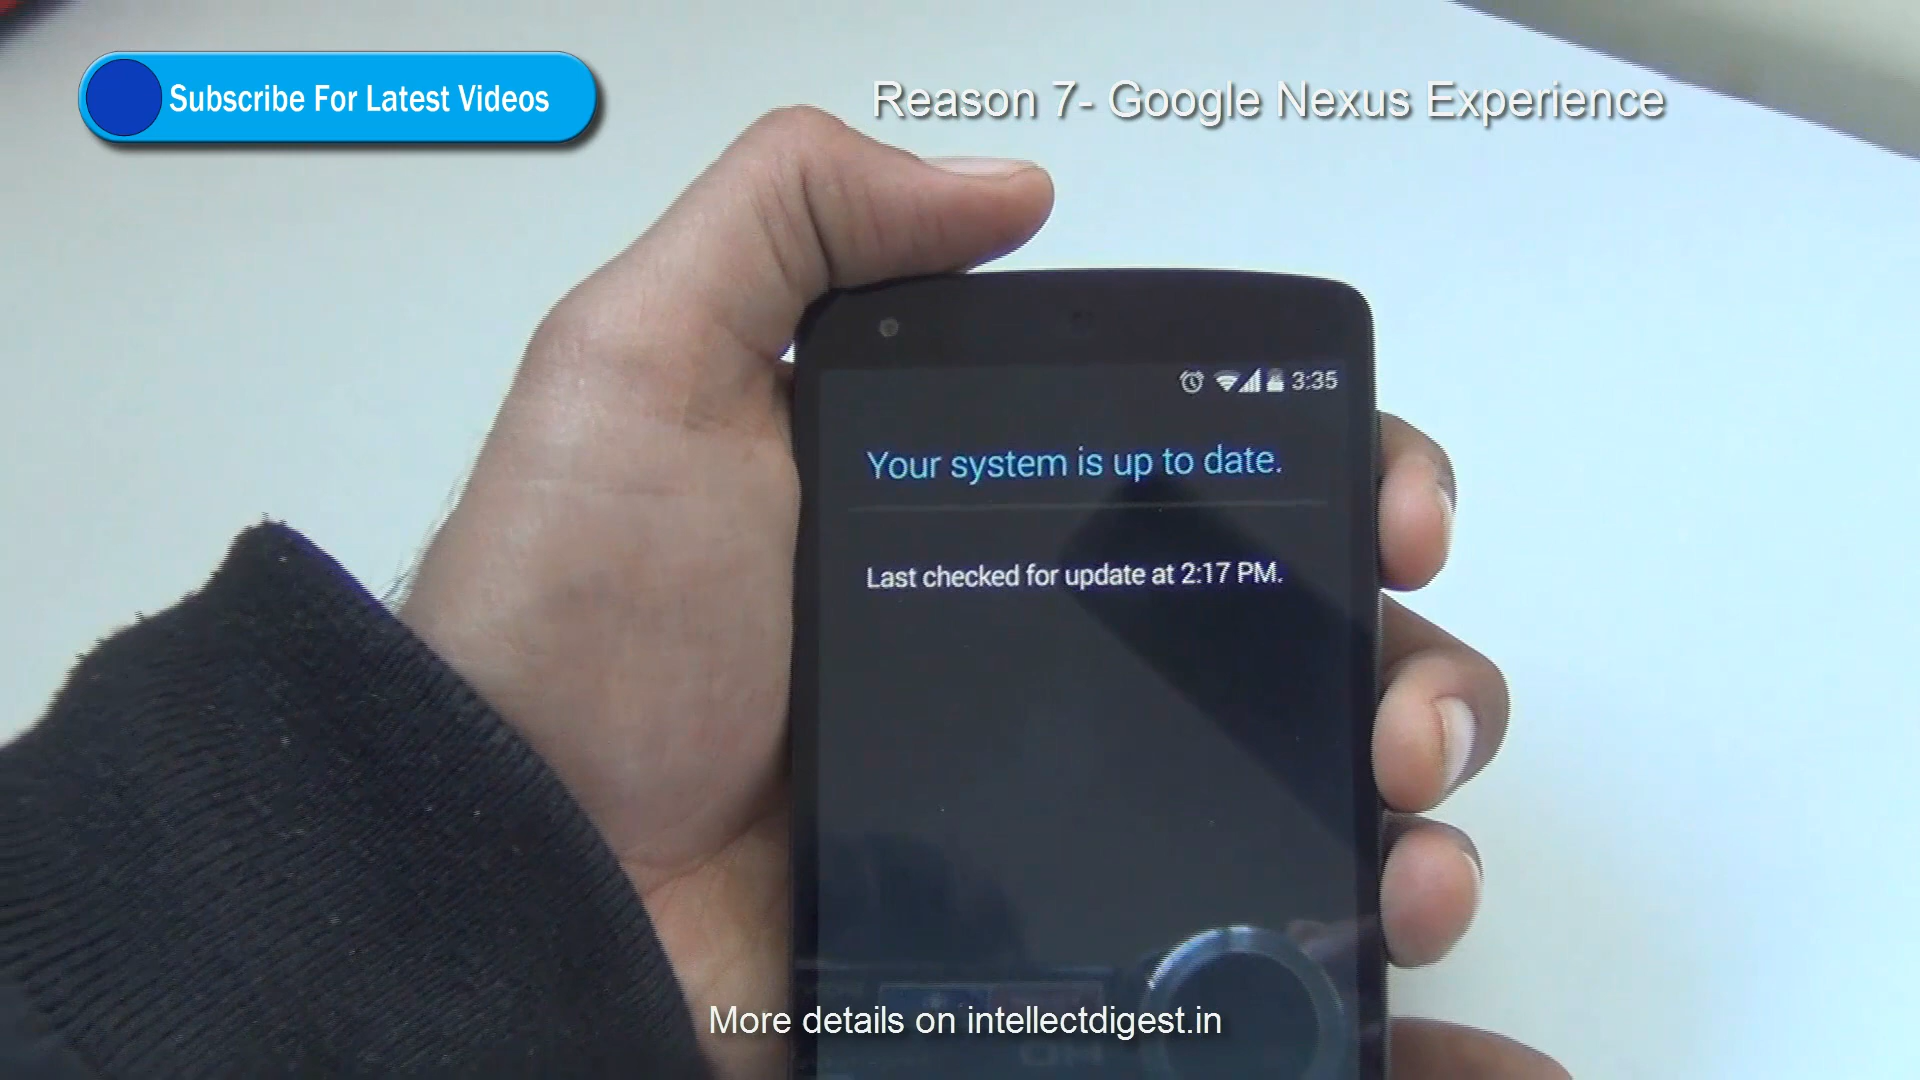 Subscribe For Latest Videos
Reason 7- Google Nexus Experience
3:35
Your system is up to date.
Last checked for update at 2:17 PM.
More details on intellectdigest.in